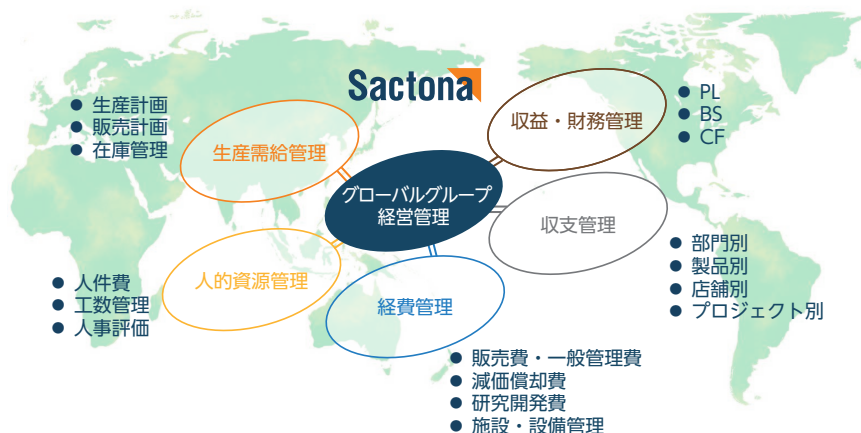 Sactona
生産計画
販売計画
在庫管理
生産需給管理
収益・財務管理
PL
BS
CF
グローバルグループ
経営管理
収支管理
部門別
製品別
店舗別
プロジェクト別
人的資源管理
人件費
工数管理
人事評価
経費管理
販売費・一般管理費
減価償却費
研究開発費
施設・設備管理